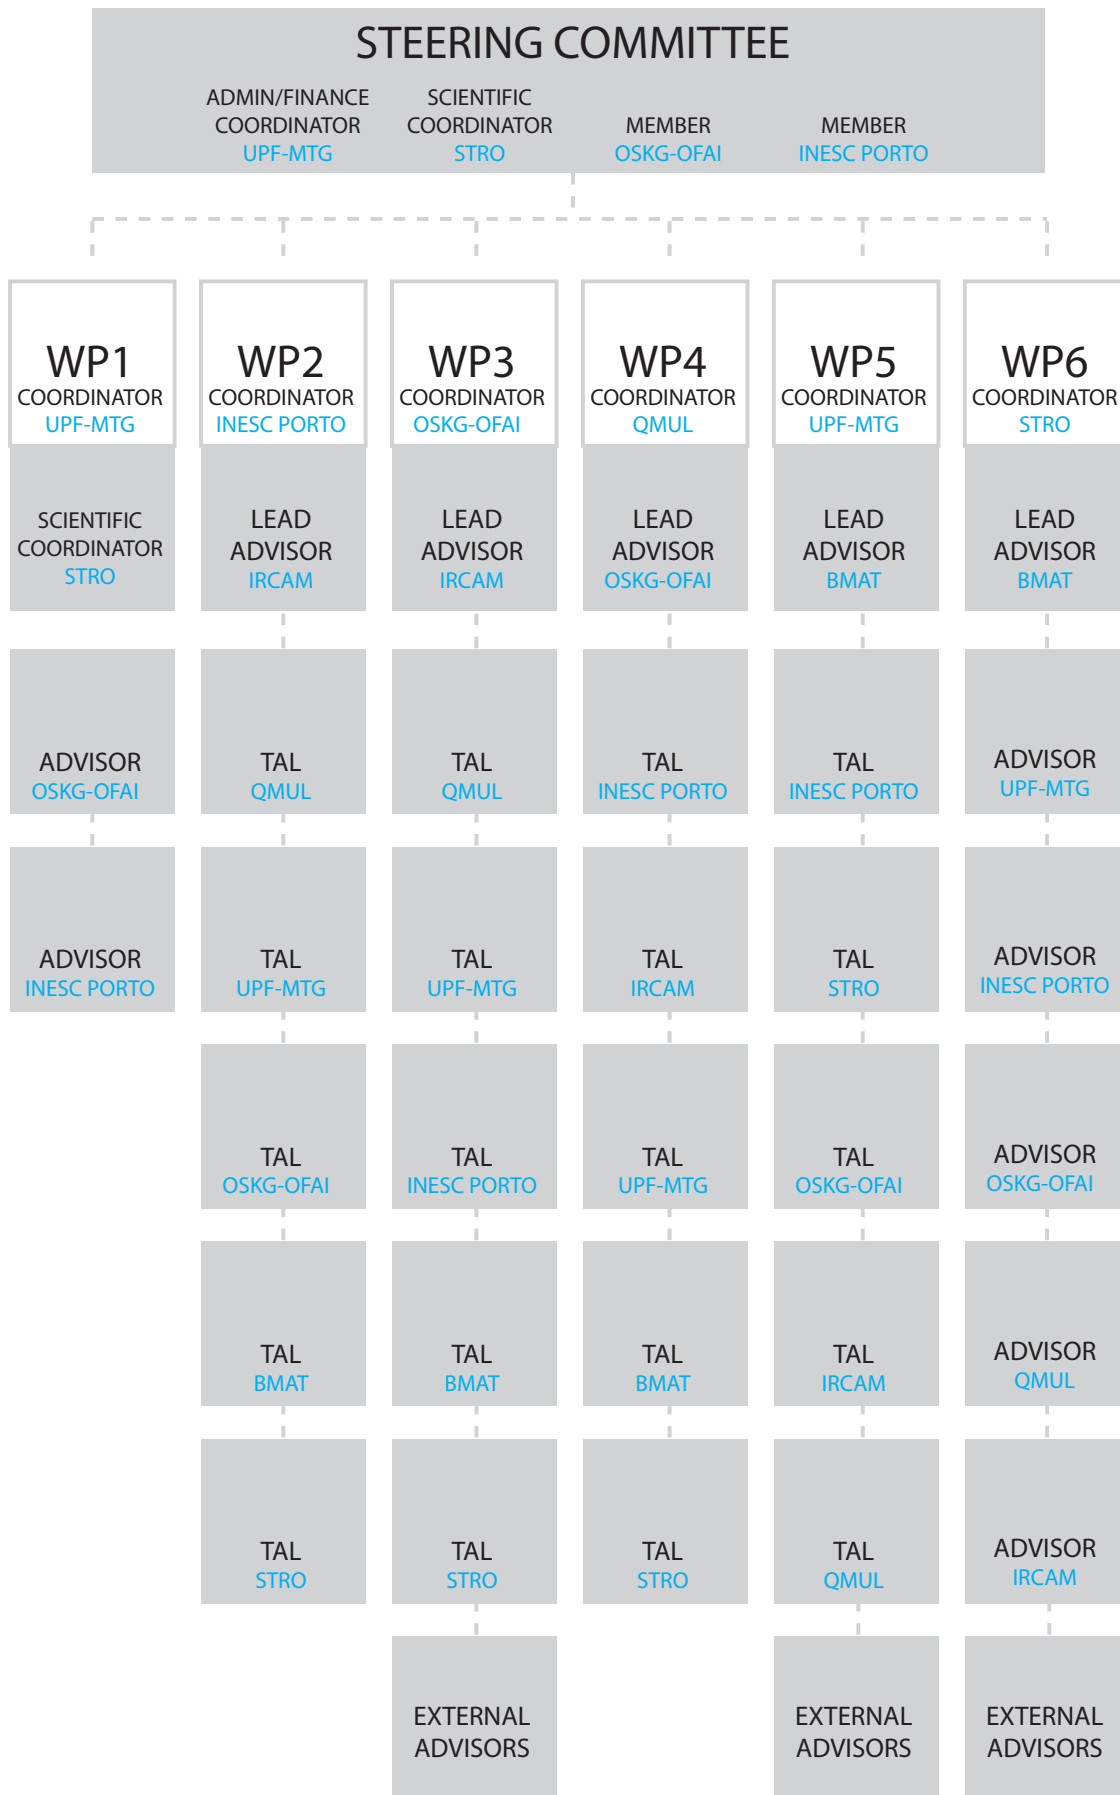 STEERING COMMITTEE
ADMIN/FINANCE
COORDINATOR
UPF-MTG
SCIENTIFIC
COORDINATOR
STRO
MEMBER
OSKG-OFAI
MEMBER
INESC PORTO
WP1
COORDINATOR
UPF-MTG
SCIENTIFIC
COORDINATOR
STRO
ADVISOR
OSKG-OFAI
ADVISOR
INESC PORTO
WP2
COORDINATOR
INESC PORTO
LEAD
ADVISOR
IRCAM
TAL
QMUL
TAL
UPF-MTG
TAL
OSKG-OFAI
TAL
BMAT
TAL
STRO
WP3
COORDINATOR
OSKG-OFAI
LEAD
ADVISOR
IRCAM
TAL
QMUL
TAL
UPF-MTG
TAL
INESC PORTO
TAL
BMAT
TAL
STRO
EXTERNAL
ADVISORS
WP4
COORDINATOR
QMUL
LEAD
ADVISOR
OSKG-OFAI
TAL
INESC PORTO
TAL
IRCAM
TAL
UPF-MTG
TAL
BMAT
TAL
STRO
WP5
COORDINATOR
UPF-MTG
LEAD
ADVISOR
BMAT
TAL
INESC PORTO
TAL
STRO
TAL
OSKG-OFAI
TAL
IRCAM
TAL
QMUL
EXTERNAL
ADVISORS
WP6
COORDINATOR
STRO
LEAD
ADVISOR
BMAT
ADVISOR
UPF-MTG
ADVISOR
INESC PORTO
ADVISOR
OSKG-OFAI
ADVISOR
QMUL
ADVISOR
IRCAM
EXTERNAL
ADVISORS